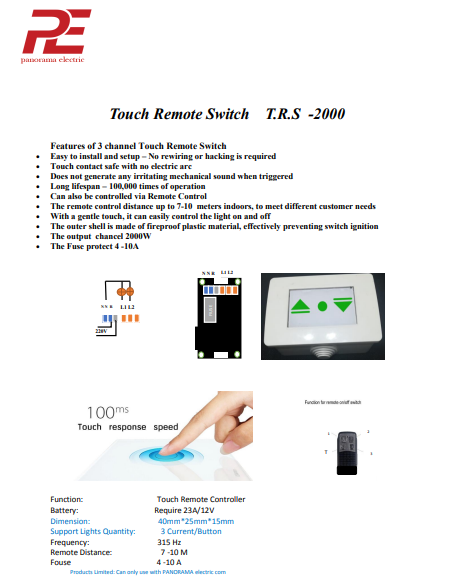 PE
panorama electric
Touch Remote Switch T.R.S -2000
Features of 3 channel Touch Remote Switch
• Easy to install and setup – No rewiring or hacking is required
• Touch contact safe with no electric arc
• Does not generate any irritating mechanical sound when triggered
• Long lifespan – 100,000 times of operation
• Can also be controlled via Remote Control
• The remote control distance up to 7-10 meters indoors, to meet different customer needs
• With a gentle touch, it can easily control the light on and off
• The outer shell is made of fireproof plastic material, effectively preventing switch ignition
• The output chancel 2000W
• The Fuse protect 4 -10A
N N R L1 L2
N N R L1 L2
220V
100ms
Touch response speed
Function for remote on/off switch
1 2
T 3
Function: Touch Remote Controller
Battery: Require 23A/12V
Dimension: 40mm*25mm*15mm
Support Lights Quantity: 3 Current/Button
Frequency: 315 Hz
Remote Distance: 7 -10 M
Fouse 4 -10 A
Products Limited: Can only use with PANORAMA electric com